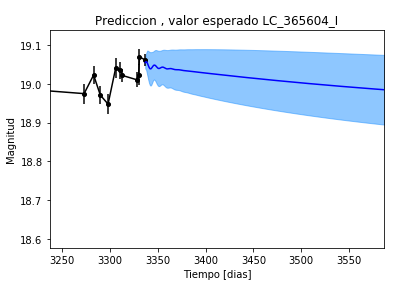 Prediccion , valor esperado LC_365604_I
19.1
19.0
18.9
18.8
18.7
18.6
Magnitud
3250 3300 3350 3400 3450 3500 3550
Tiempo [dias]